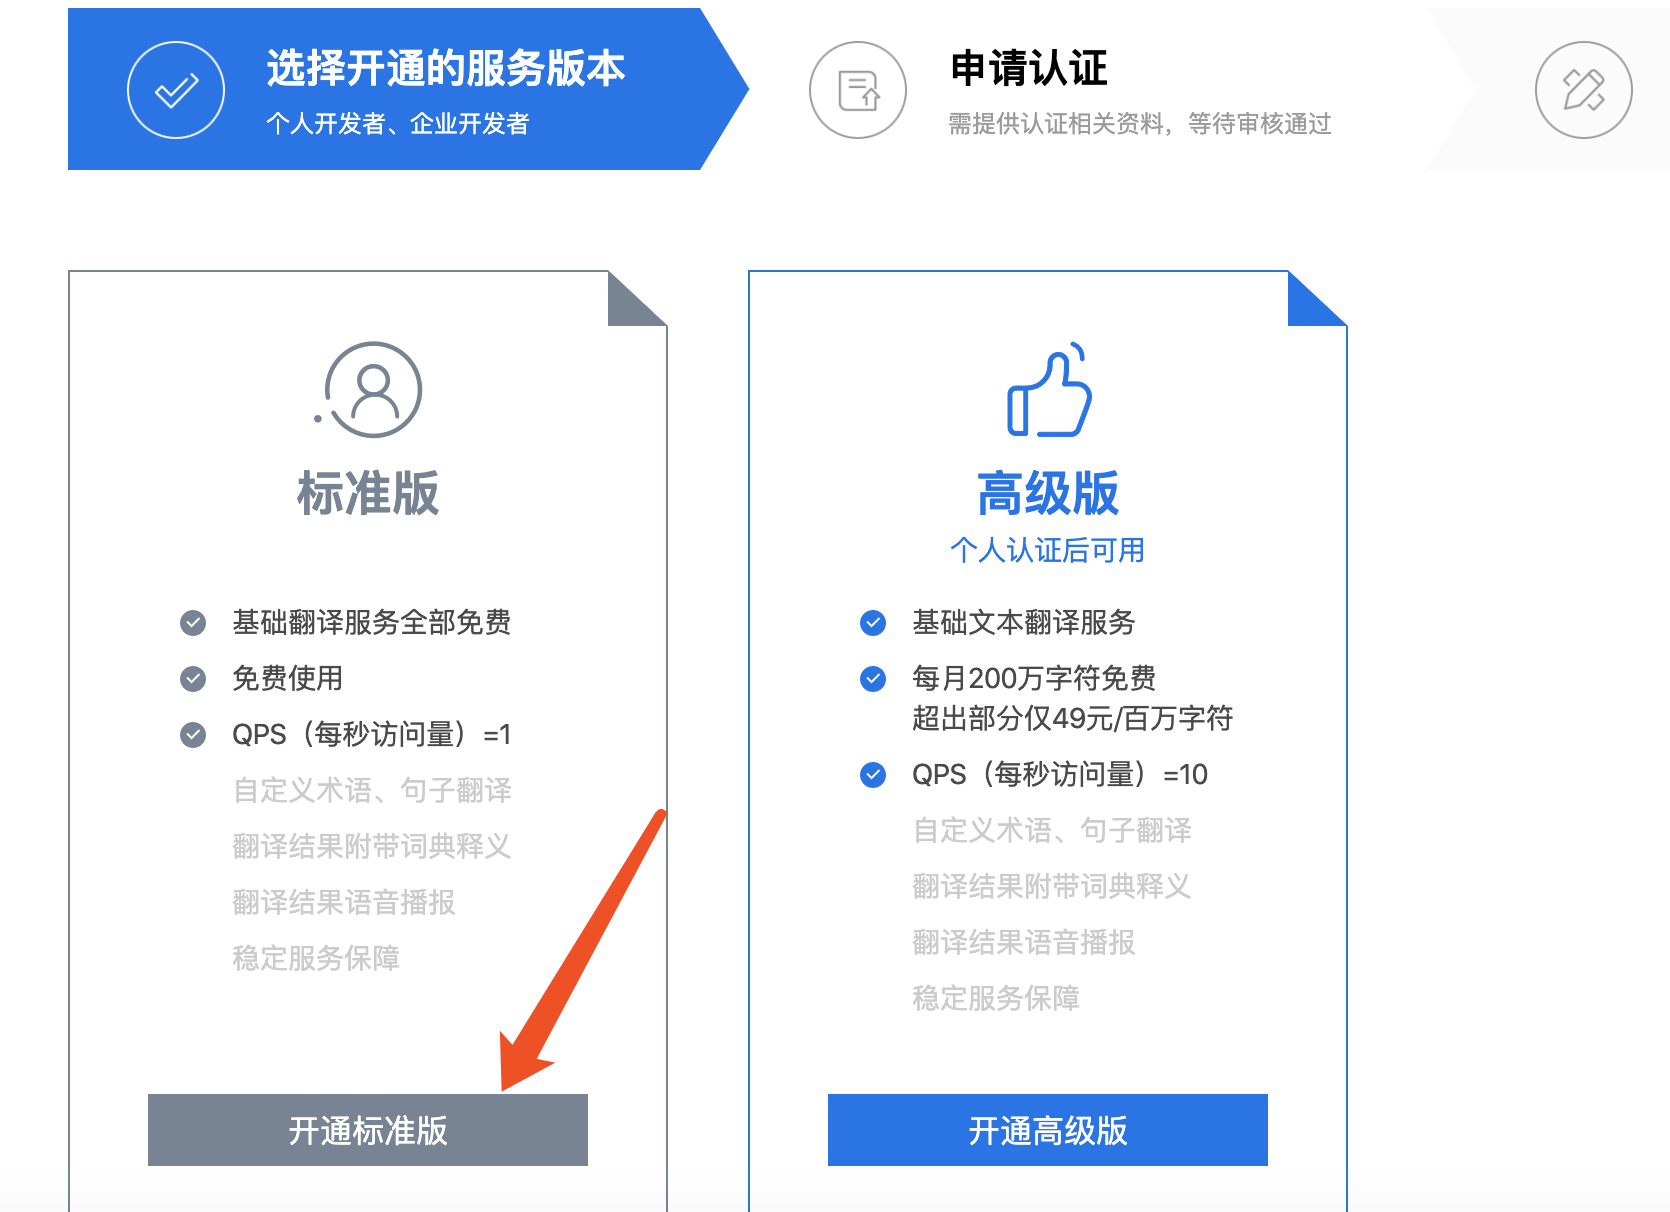 选择开通的服务版本
个人开发者、企业开发者
申请认证
需提供认证相关资料，等待审核通过
标准版
基础翻译服务全部免费
免费使用
QPS（每秒访问量）=1
自定义术语、句子翻译
翻译结果附带词典释义
翻译结果语音播报
稳定服务保障
开通标准版
高级版
个人认证后可用
基础文本翻译服务
每月200万字符免费
超出部分仅49元/百万字符
QPS（每秒访问量）=10
自定义术语、句子翻译
翻译结果附带词典释义
翻译结果语音播报
稳定服务保障
开通高级版